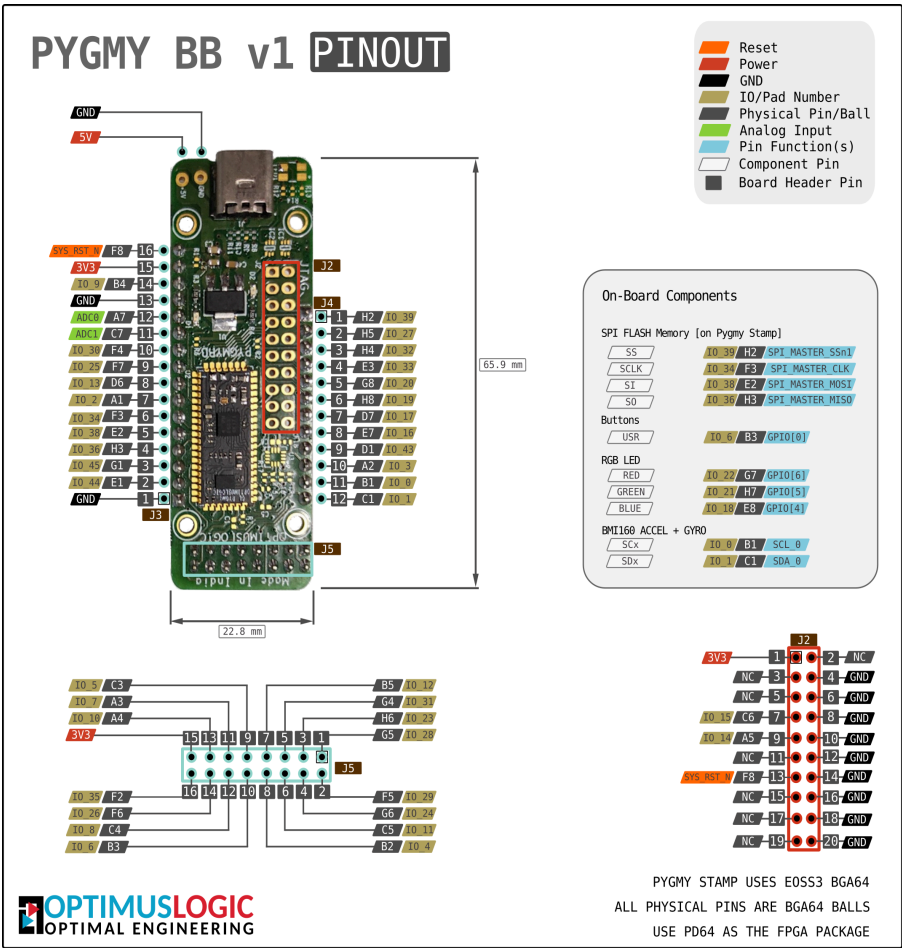 PYGMY BB v1 PINOUT
Reset
Power
GND
IO/Pad Number
Physical Pin/Ball
Analog Input
Pin Function(s)
Component Pin
Board Header Pin
GND
5V
SYS_RST_N F8 16
3V3 15
IO_9 B4 14
GND 13
ADC0 A7 12
ADC1 C7 11
IO_30 F4 10
IO_25 F7 9
IO_13 D6 8
IO_2 A1 7
IO_34 F3 6
IO_38 E2 5
IO_36 H3 4
IO_45 G1 3
IO_44 E1 2
GND 1
J3
J2
J4
1 H2 IO_39
2 H5 IO_27
3 H4 IO_32
4 E3 IO_33
5 G8 IO_20
6 H8 IO_19
7 D7 IO_17
8 E7 IO_16
9 D1 IO_43
10 A2 IO_3
11 B1 IO_0
12 C1 IO_1
J5
-5V
GND
J1
JTAG
PYGMYRD2
OPTIMUSLOGIC
Made In India
65.9 mm
22.8 mm
On-Board Components
SPI FLASH Memory [on Pygmy Stamp]
SS IO_39 H2 SPI_MASTER_SSn1
SCLK IO_34 F3 SPI_MASTER_CLK
SI IO_38 E2 SPI_MASTER_MOSI
SO IO_36 H3 SPI_MASTER_MISO
Buttons
USR IO_6 B3 GPIO[0]
RGB LED
RED IO_22 G7 GPIO[6]
GREEN IO_21 H7 GPIO[5]
BLUE IO_18 E8 GPIO[4]
BMI160 ACCEL + GYRO
SCx IO_0 B1 SCL_0
SDx IO_1 C1 SDA_0
IO_5 C3 B5 IO_12
IO_7 A3 G4 IO_31
IO_10 A4 H6 IO_23
3V3 G5 IO_28
15 13 11 9 7 5 3 1
J5
16 14 12 10 8 6 4 2
IO_35 F2 F5 IO_29
IO_26 F6 G6 IO_24
IO_8 C4 C5 IO_11
IO_6 B3 B2 IO_4
J2
3V3 1 2 NC
NC 3 4 GND
NC 5 6 GND
IO_15 C6 7 8 GND
IO_14 A5 9 10 GND
NC 11 12 GND
SYS_RST_N F8 13 14 GND
NC 15 16 GND
NC 17 18 GND
NC 19 20 GND
OPTIMUSLOGIC
OPTIMAL ENGINEERING
PYGMY STAMP USES EOSS3 BGA64
ALL PHYSICAL PINS ARE BGA64 BALLS
USE PD64 AS THE FPGA PACKAGE